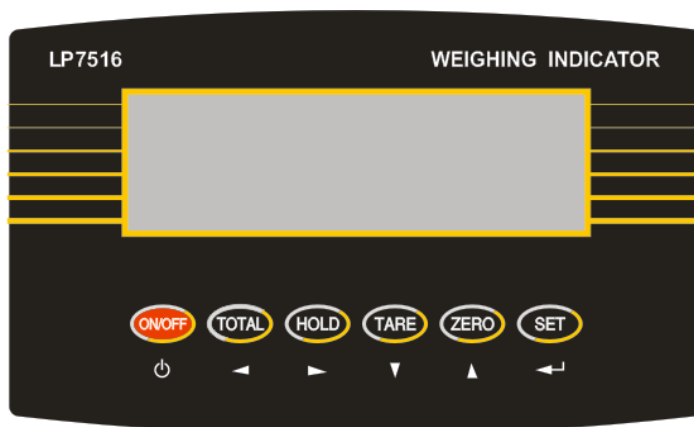 LP7516 WEIGHING INDICATOR
ON/OFF TOTAL HOLD TARE ZERO SET